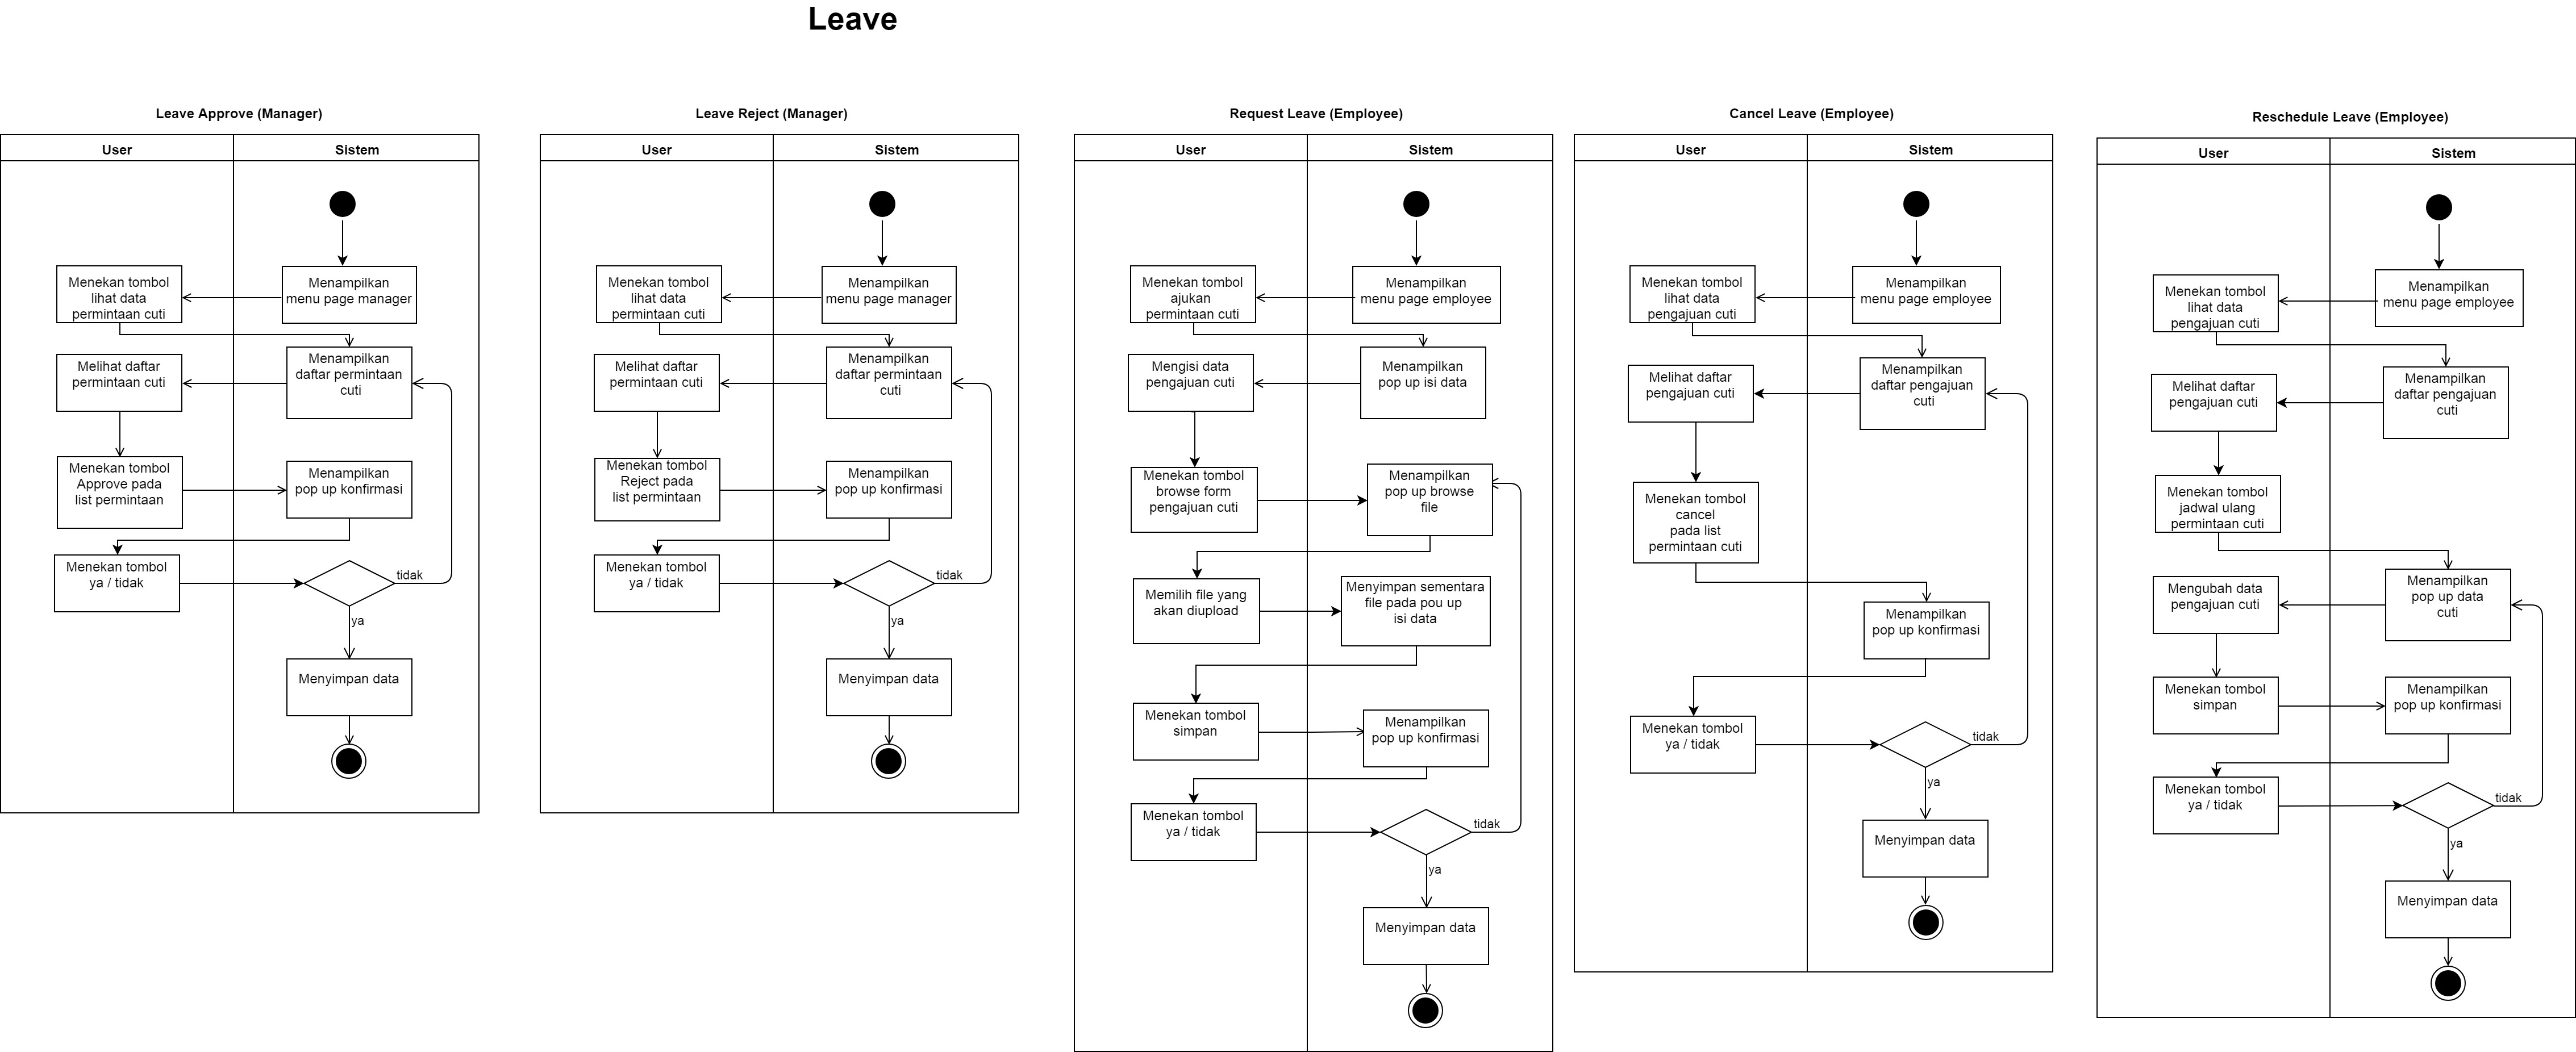 Leave
Leave Approve (Manager)
User
Sistem
Menampilkan
menu page manager
Menekan tombol
lihat data
permintaan cuti
Menampilkan
daftar permintaan
cuti
Melihat daftar
permintaan cuti
Menekan tombol
Approve pada
list permintaan
Menampilkan
pop up konfirmasi
Menekan tombol
ya / tidak
tidak
ya
Menyimpan data
Leave Reject (Manager)
User
Sistem
Menampilkan
menu page manager
Menekan tombol
lihat data
permintaan cuti
Menampilkan
daftar permintaan
cuti
Melihat daftar
permintaan cuti
Menekan tombol
Reject pada
list permintaan
Menampilkan
pop up konfirmasi
Menekan tombol
ya / tidak
tidak
ya
Menyimpan data
Request Leave (Employee)
User
Sistem
Menampilkan
menu page employee
Menekan tombol
ajukan
permintaan cuti
Menampilkan
pop up isi data
Mengisi data
pengajuan cuti
Menekan tombol
browse form
pengajuan cuti
Menampilkan
pop up browse
file
Memilih file yang
akan diupload
Menyimpan sementara
file pada pou up
isi data
Menekan tombol
simpan
Menampilkan
pop up konfirmasi
Menekan tombol
ya / tidak
tidak
ya
Menyimpan data
Cancel Leave (Employee)
User
Sistem
Menampilkan
menu page employee
Menekan tombol
lihat data
pengajuan cuti
Menampilkan
daftar pengajuan
cuti
Melihat daftar
pengajuan cuti
Menekan tombol
cancel
pada list
permintaan cuti
Menampilkan
pop up konfirmasi
Menekan tombol
ya / tidak
tidak
ya
Menyimpan data
Reschedule Leave (Employee)
User
Sistem
Menampilkan
menu page employee
Menekan tombol
lihat data
pengajuan cuti
Menampilkan
daftar pengajuan
cuti
Melihat daftar
pengajuan cuti
Menekan tombol
jadwal ulang
permintaan cuti
Menampilkan
pop up data
cuti
Mengubah data
pengajuan cuti
Menekan tombol
simpan
Menampilkan
pop up konfirmasi
Menekan tombol
ya / tidak
tidak
ya
Menyimpan data